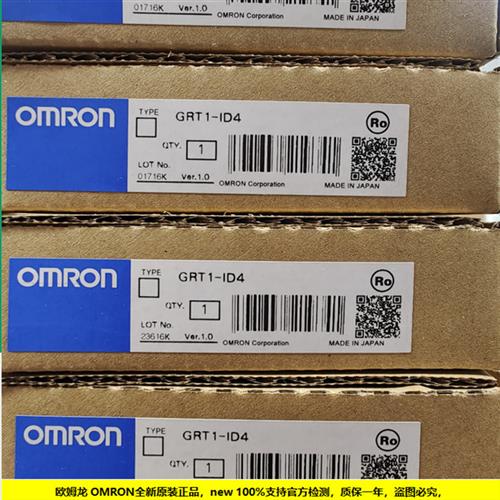 01716K Ver.1.0 OMRON Corporation MADE IN JAPAN
OMRON
TYPE GRT1-ID4
Ro
QTY. 1
LOT No.
01716K Ver.1.0 OMRON Corporation MADE IN JAPAN
OMRON
TYPE GRT1-ID4
Ro
QTY. 1
LOT No.
23616K Ver.1.0 OMRON Corporation MADE IN JAPAN
OMRON
TYPE GRT1-ID4
Ro
QTY. 1
欧姆龙 OMRON全新原装正品，new 100%支持官方检测，质保一年，盗图必究，